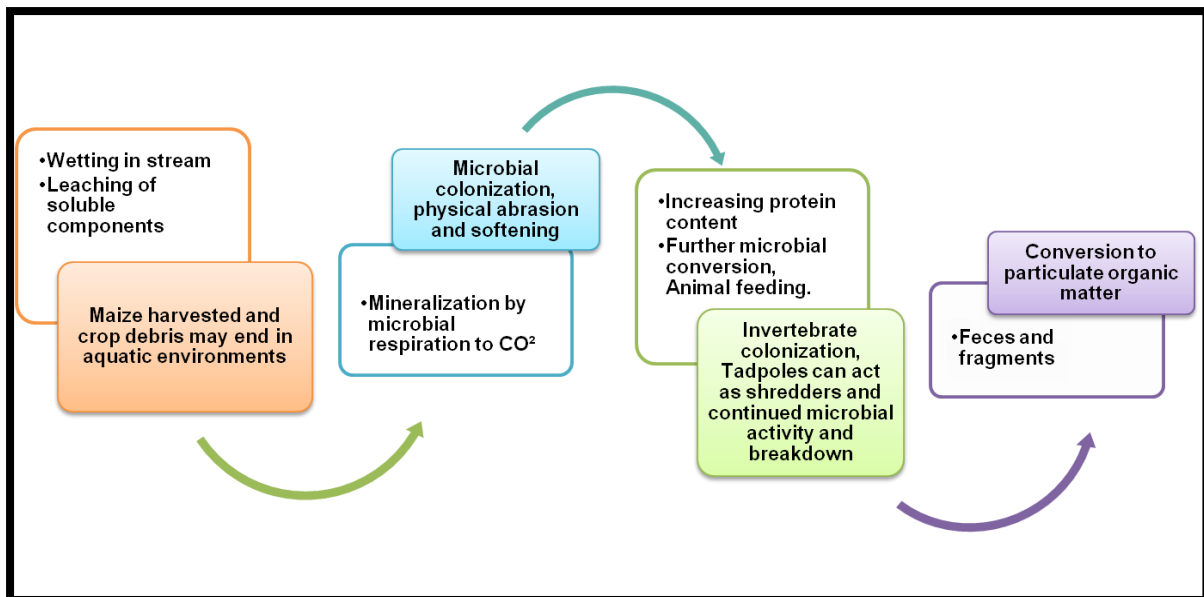 •Wetting in stream
•Leaching of
soluble
components
Maize harvested and
crop debris may end in
aquatic environments
Microbial
colonization,
physical abrasion
and softening
•Mineralization by
microbial
respiration to CO²
•Increasing protein
content
•Further microbial
conversion,
Animal feeding.
Invertebrate
colonization,
Tadpoles can act
as shredders and
continued microbial
activity and
breakdown
Conversion to
particulate organic
matter
•Feces and
fragments